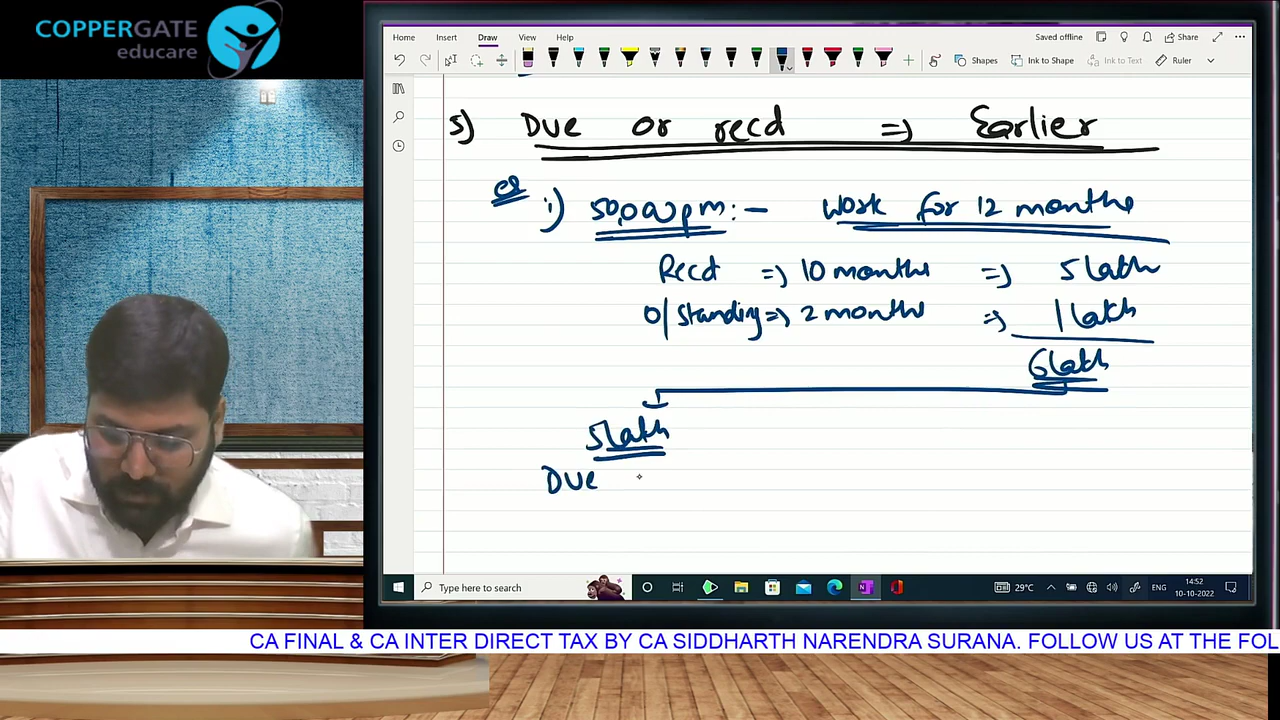 COPPERGATE
educare
Home Insert Draw View Help
Saved offline
Share
Shapes
Ink to Shape
Ink to Text
Ruler
5) Due or recd => Earlier
eg i) 50,000 pm:- Work for 12 months
Recd => 10 months => 5 lakh
O/Standing => 2 months => 1 lakh
6 lakh
5 lakh
Due
Type here to search
29°C
ENG
14:52
10-10-2022
CA FINAL & CA INTER DIRECT TAX BY CA SIDDHARTH NARENDRA SURANA. FOLLOW US AT THE FOL